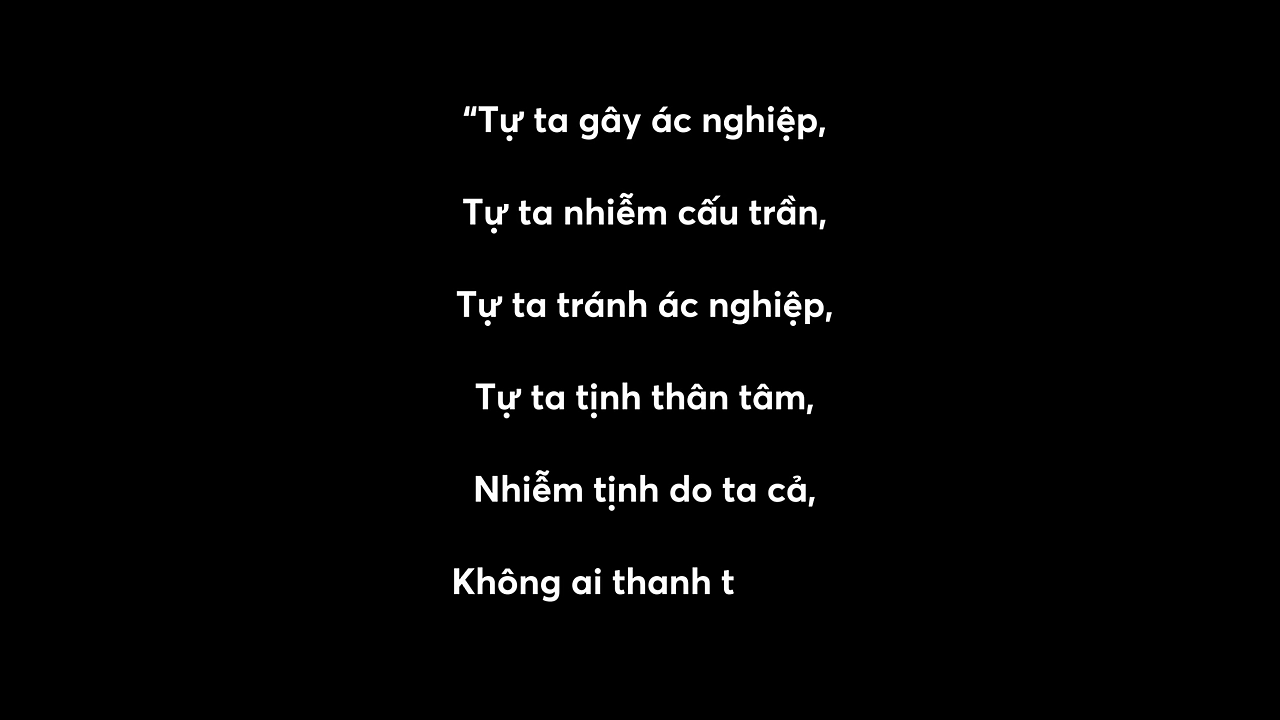 “Tự ta gây ác nghiệp,
Tự ta nhiễm cấu trần,
Tự ta tránh ác nghiệp,
Tự ta tịnh thân tâm,
Nhiễm tịnh do ta cả,
Không ai thanh t